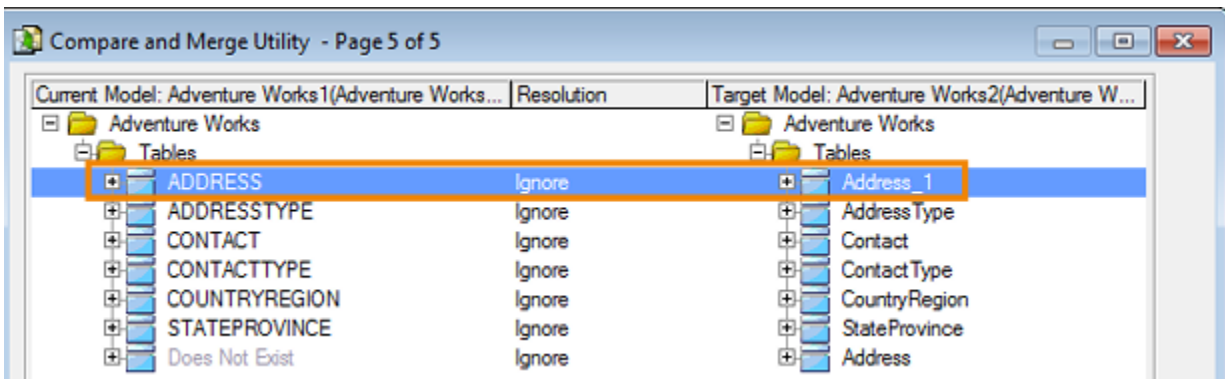 Compare and Merge Utility - Page 5 of 5
Current Model: Adventure Works1(Adventure Works... Resolution Target Model: Adventure Works2(Adventure W...
Adventure Works Adventure Works
Tables Tables
ADDRESS Ignore Address_1
ADDRESSTYPE Ignore AddressType
CONTACT Ignore Contact
CONTACTTYPE Ignore ContactType
COUNTRYREGION Ignore CountryRegion
STATEPROVINCE Ignore StateProvince
Does Not Exist Ignore Address